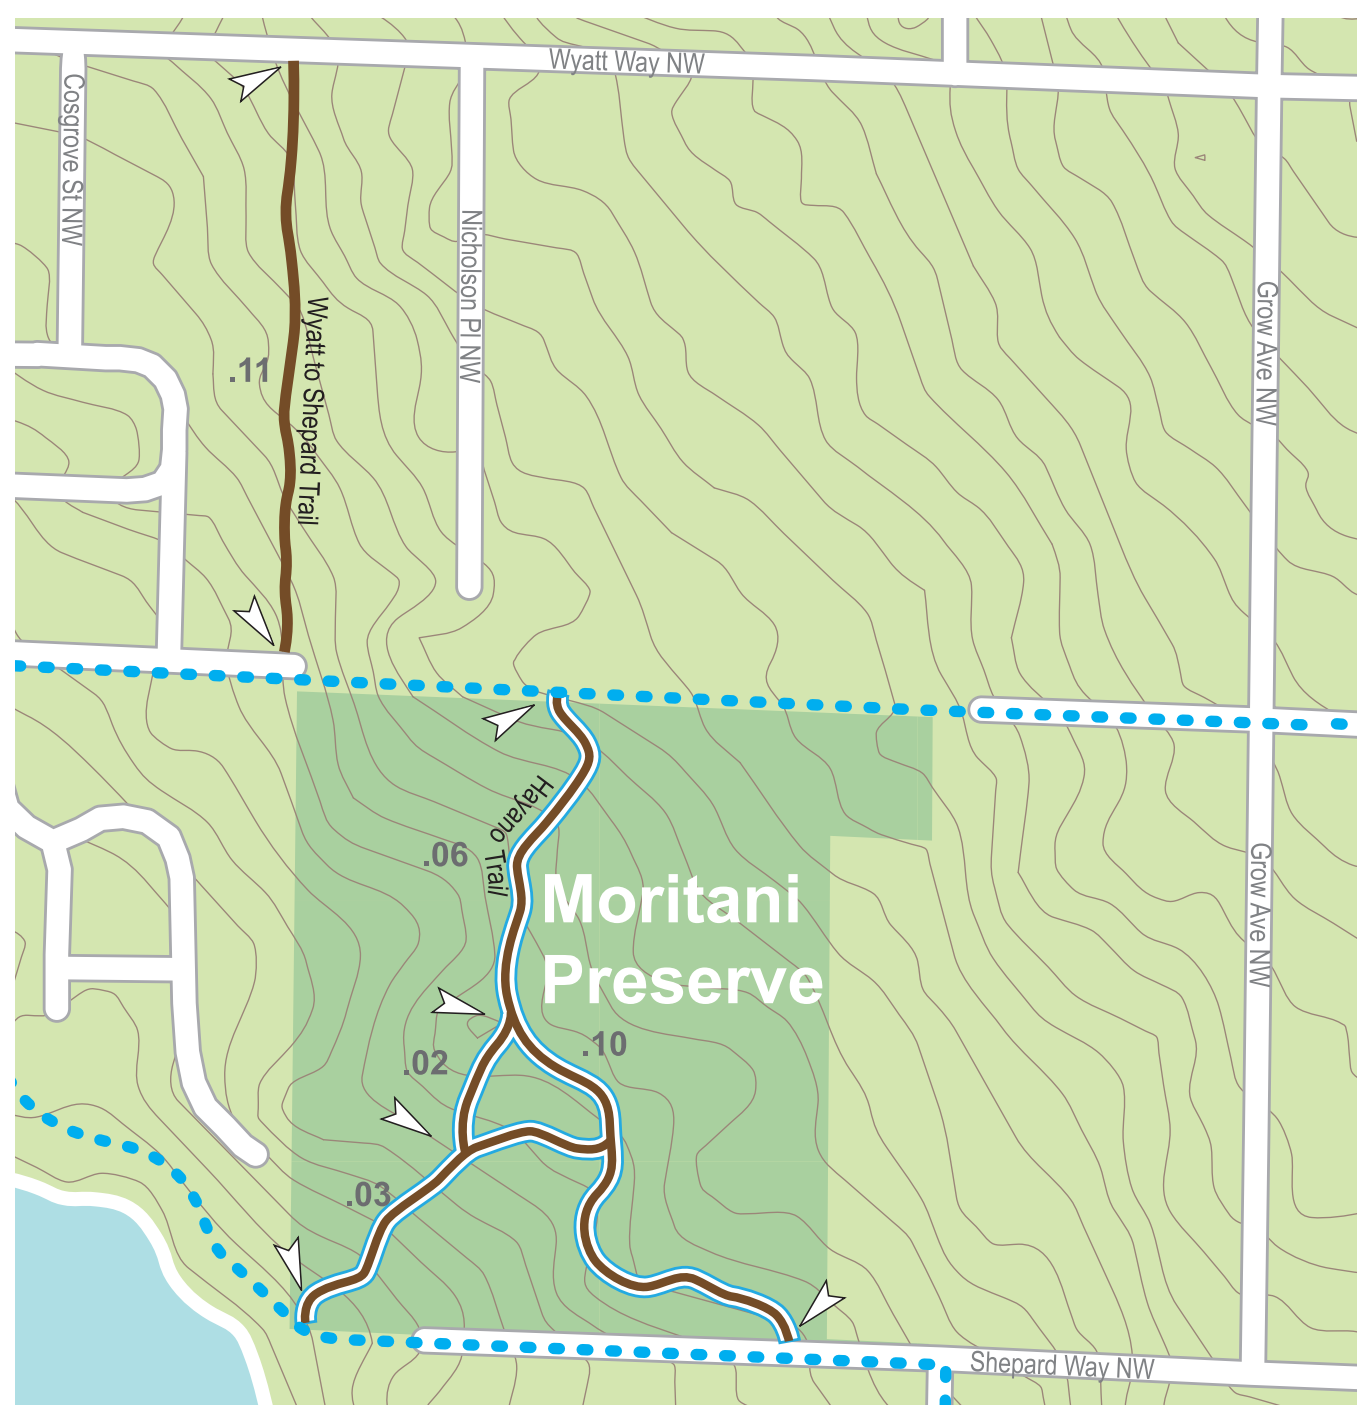 Wyatt Way NW
Cosgrove St NW
Nicholson Pl NW
Grow Ave NW
Wyatt to Shepard Trail
.11
Hayano Trail
.06
Moritani
Preserve
Grow Ave NW
.10
.02
.03
Shepard Way NW